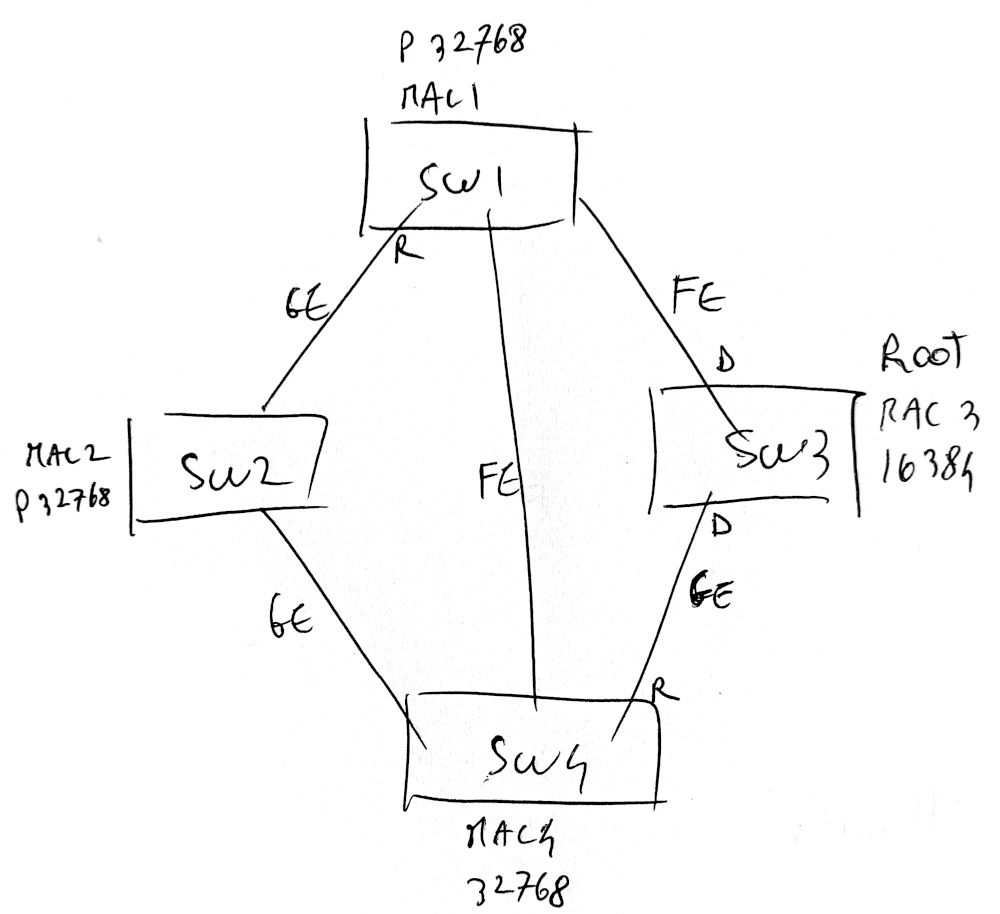 P 32768
MAC1
SW1
R
GE
FE
D
Root
MAC 3
16384
SW3
D
MAC2
P 32768
SW2
FE
GE
GE
R
SW4
MAC4
32768